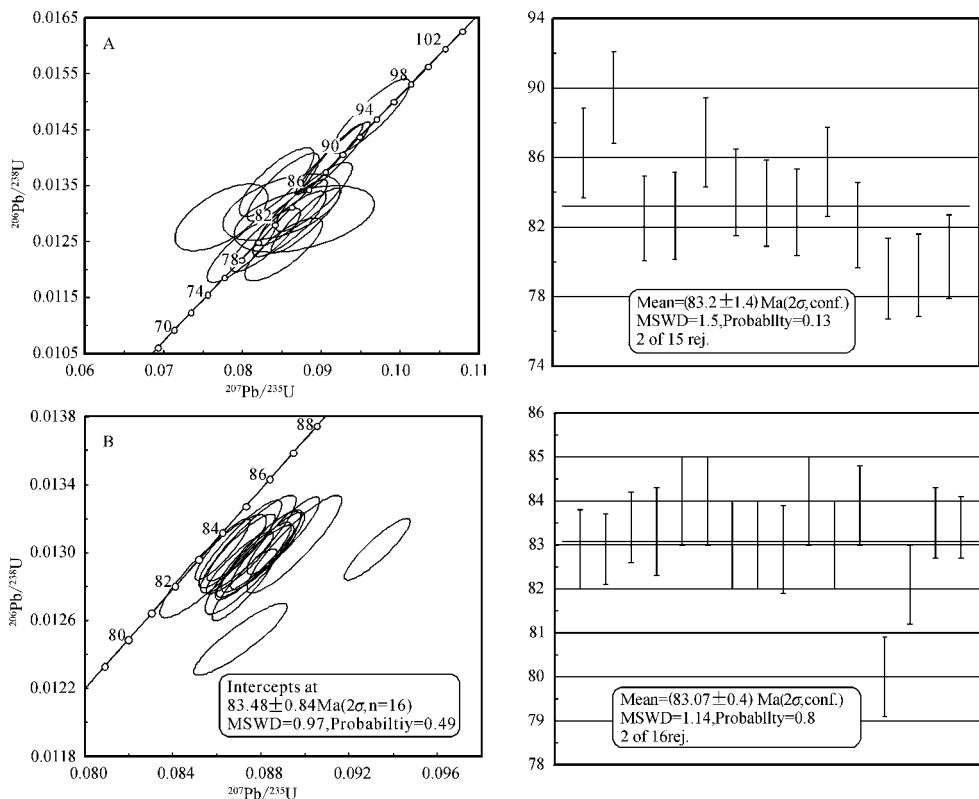 0.0165
0.0155
0.0145
0.0135
0.0125
0.0115
0.0105
206Pb/238U
A
102
98
94
90
86
82
78
74
70
0.06 0.07 0.08 0.09 0.10 0.11
207Pb/235U
94
90
86
82
78
74
Mean=(83.2±1.4) Ma(2σ,conf.)
MSWD=1.5,Probabllty=0.13
2 of 15 rej.
0.0138
0.0134
0.0130
0.0126
0.0122
0.0118
206Pb/238U
B
88
86
84
82
80
Intercepts at
83.48±0.84Ma(2σ,n=16)
MSWD=0.97,Probabiltiy=0.49
0.080 0.084 0.088 0.092 0.096
207Pb/235U
86
85
84
83
82
81
80
79
78
Mean=(83.07±0.4) Ma(2σ,conf.)
MSWD=1.14,Probabllty=0.8
2 of 16rej.